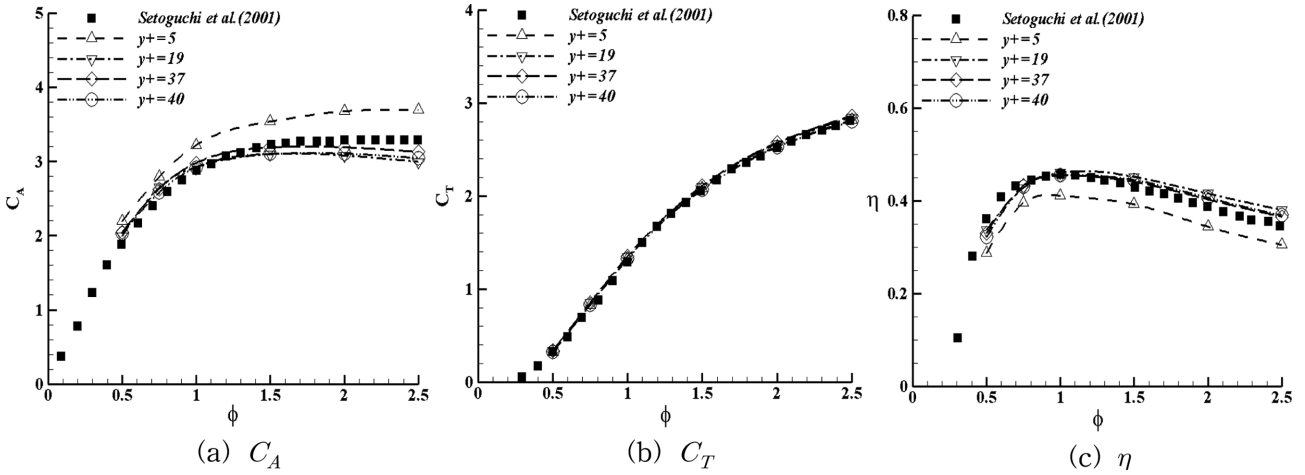 5
4
3
2
1
0
C_A
0.5
1
1.5
2
2.5
ϕ
Setoguchi et al.(2001)
y+=5
y+=19
y+=37
y+=40
(a) C_A
4
3
2
1
0
C_T
0
0.5
1
1.5
2
2.5
ϕ
Setoguchi et al.(2001)
y+=5
y+=19
y+=37
y+=40
(b) C_T
0.8
0.6
0.4
0.2
0
η
0
0.5
1
1.5
2
2.5
ϕ
Setoguchi et al.(2001)
y+=5
y+=19
y+=37
y+=40
(c) η